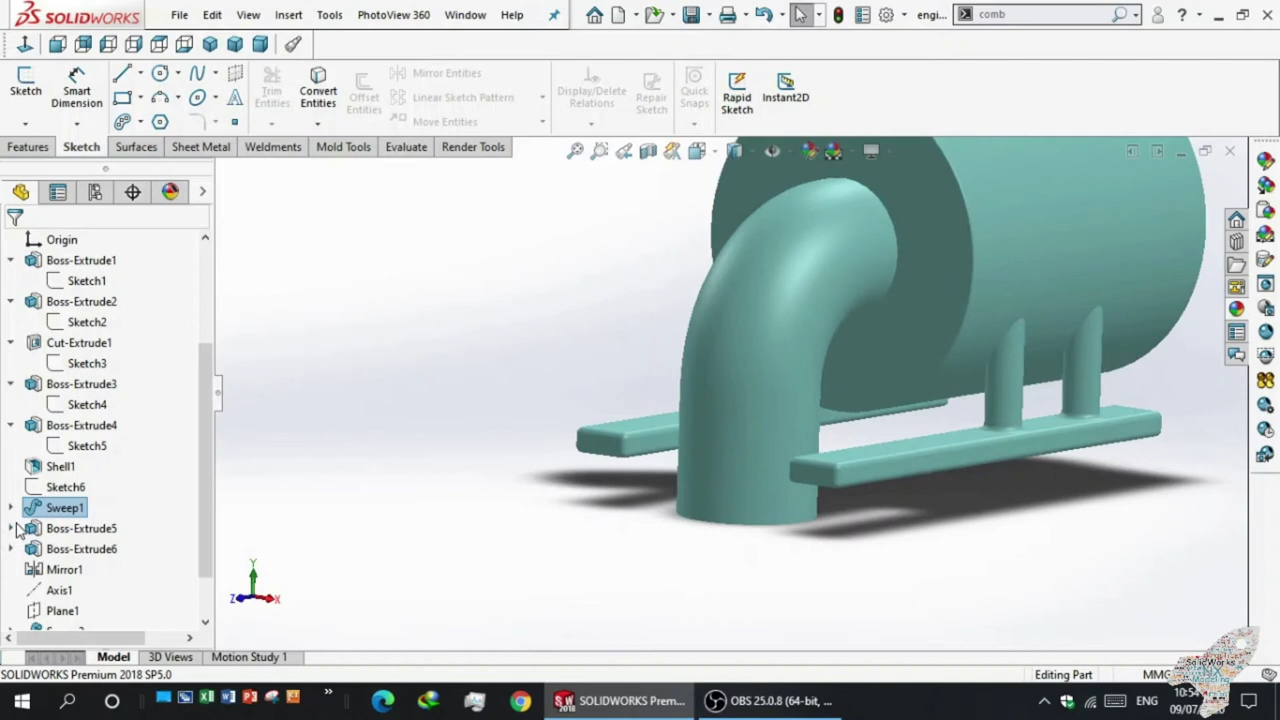 SOLIDWORKS File Edit View Insert Tools PhotoView 360 Window Help engi... comb ?
Sketch Smart Dimension Trim Entities Convert Entities Offset Entities Mirror Entities Linear Sketch Pattern Move Entities Display/Delete Relations Repair Sketch Quick Snaps Rapid Sketch Instant2D
Features Sketch Surfaces Sheet Metal Weldments Mold Tools Evaluate Render Tools
Origin
Boss-Extrude1
Sketch1
Boss-Extrude2
Sketch2
Cut-Extrude1
Sketch3
Boss-Extrude3
Sketch4
Boss-Extrude4
Sketch5
Shell1
Sketch6
Sweep1
Boss-Extrude5
Boss-Extrude6
Mirror1
Axis1
Plane1
Y
Z X
Model 3D Views Motion Study 1
SOLIDWORKS Premium 2018 SP5.0 Editing Part
SolidWorks
SOLIDWORKS Prem... OBS 25.0.8 (64-bit, ... ENG